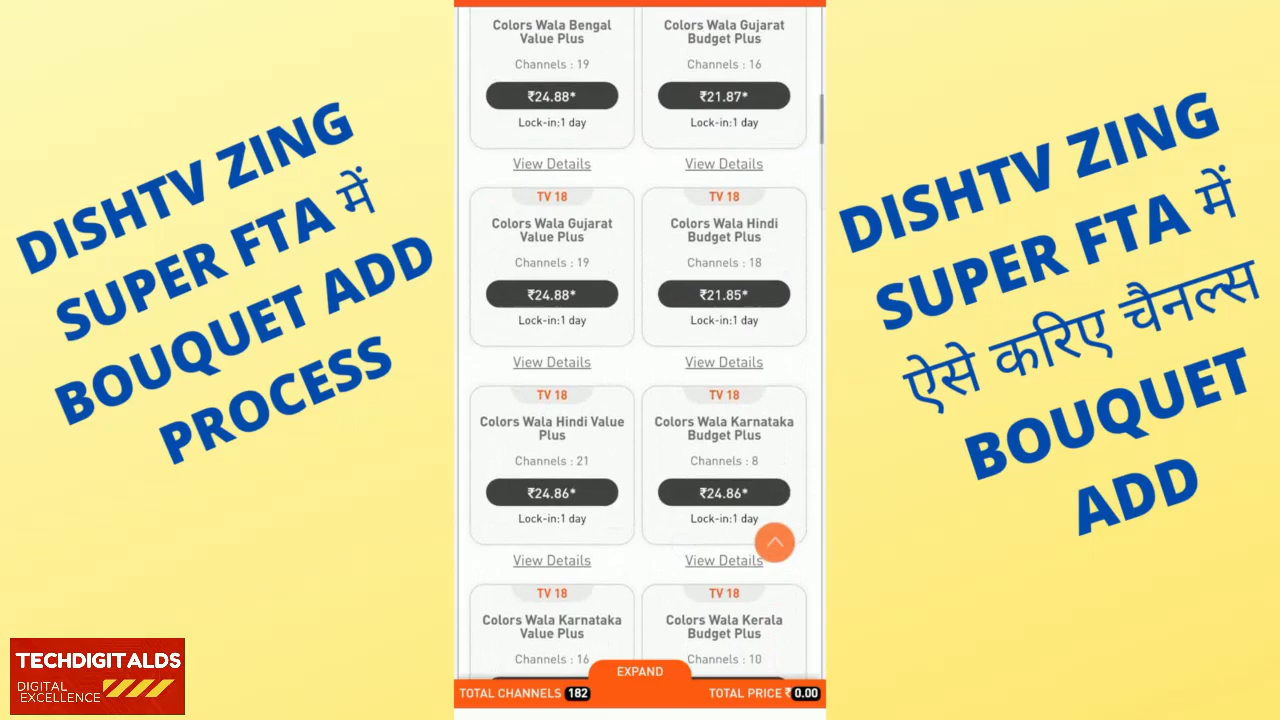 DISHTV ZING
SUPER FTA में
BOUQUET ADD
PROCESS
Colors Wala Bengal
Value Plus
Channels : 19
₹24.88*
Lock-in:1 day
View Details
Colors Wala Gujarat
Budget Plus
Channels : 16
₹21.87*
Lock-in:1 day
View Details
TV 18
Colors Wala Gujarat
Value Plus
Channels : 19
₹24.88*
Lock-in:1 day
View Details
TV 18
Colors Wala Hindi
Budget Plus
Channels : 18
₹21.85*
Lock-in:1 day
View Details
TV 18
Colors Wala Hindi Value
Plus
Channels : 21
₹24.86*
Lock-in:1 day
View Details
TV 18
Colors Wala Karnataka
Budget Plus
Channels : 8
₹24.86*
Lock-in:1 day
View Details
TV 18
Colors Wala Karnataka
Value Plus
Channels : 16
TV 18
Colors Wala Kerala
Budget Plus
Channels : 10
EXPAND
TOTAL CHANNELS 182
TOTAL PRICE ₹ 0.00
DISHTV ZING
SUPER FTA में
ऐसे करिए चैनल्स
BOUQUET
ADD
TECHDIGITALDS
DIGITAL
EXCELLENCE